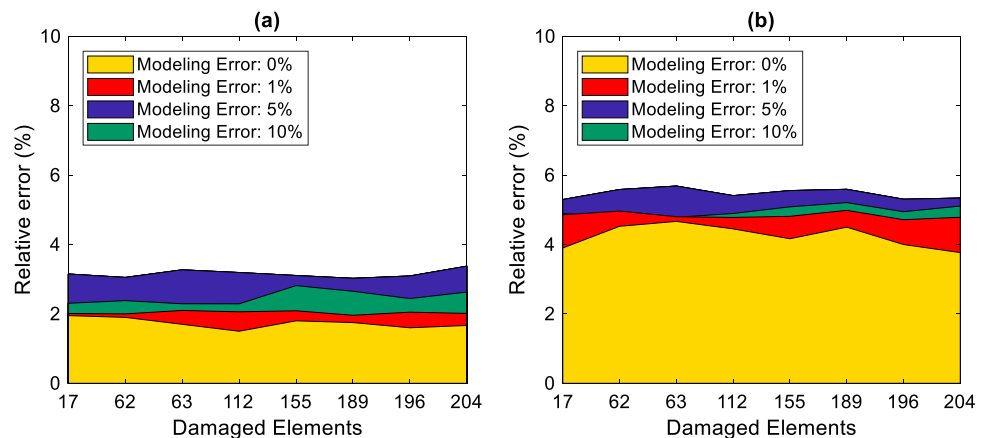 (a)
Relative error (%)
10
8
6
4
2
0
Modeling Error: 0%
Modeling Error: 1%
Modeling Error: 5%
Modeling Error: 10%
17 62 63 112 155 189 196 204
Damaged Elements
(b)
Relative error (%)
10
8
6
4
2
0
Modeling Error: 0%
Modeling Error: 1%
Modeling Error: 5%
Modeling Error: 10%
17 62 63 112 155 189 196 204
Damaged Elements